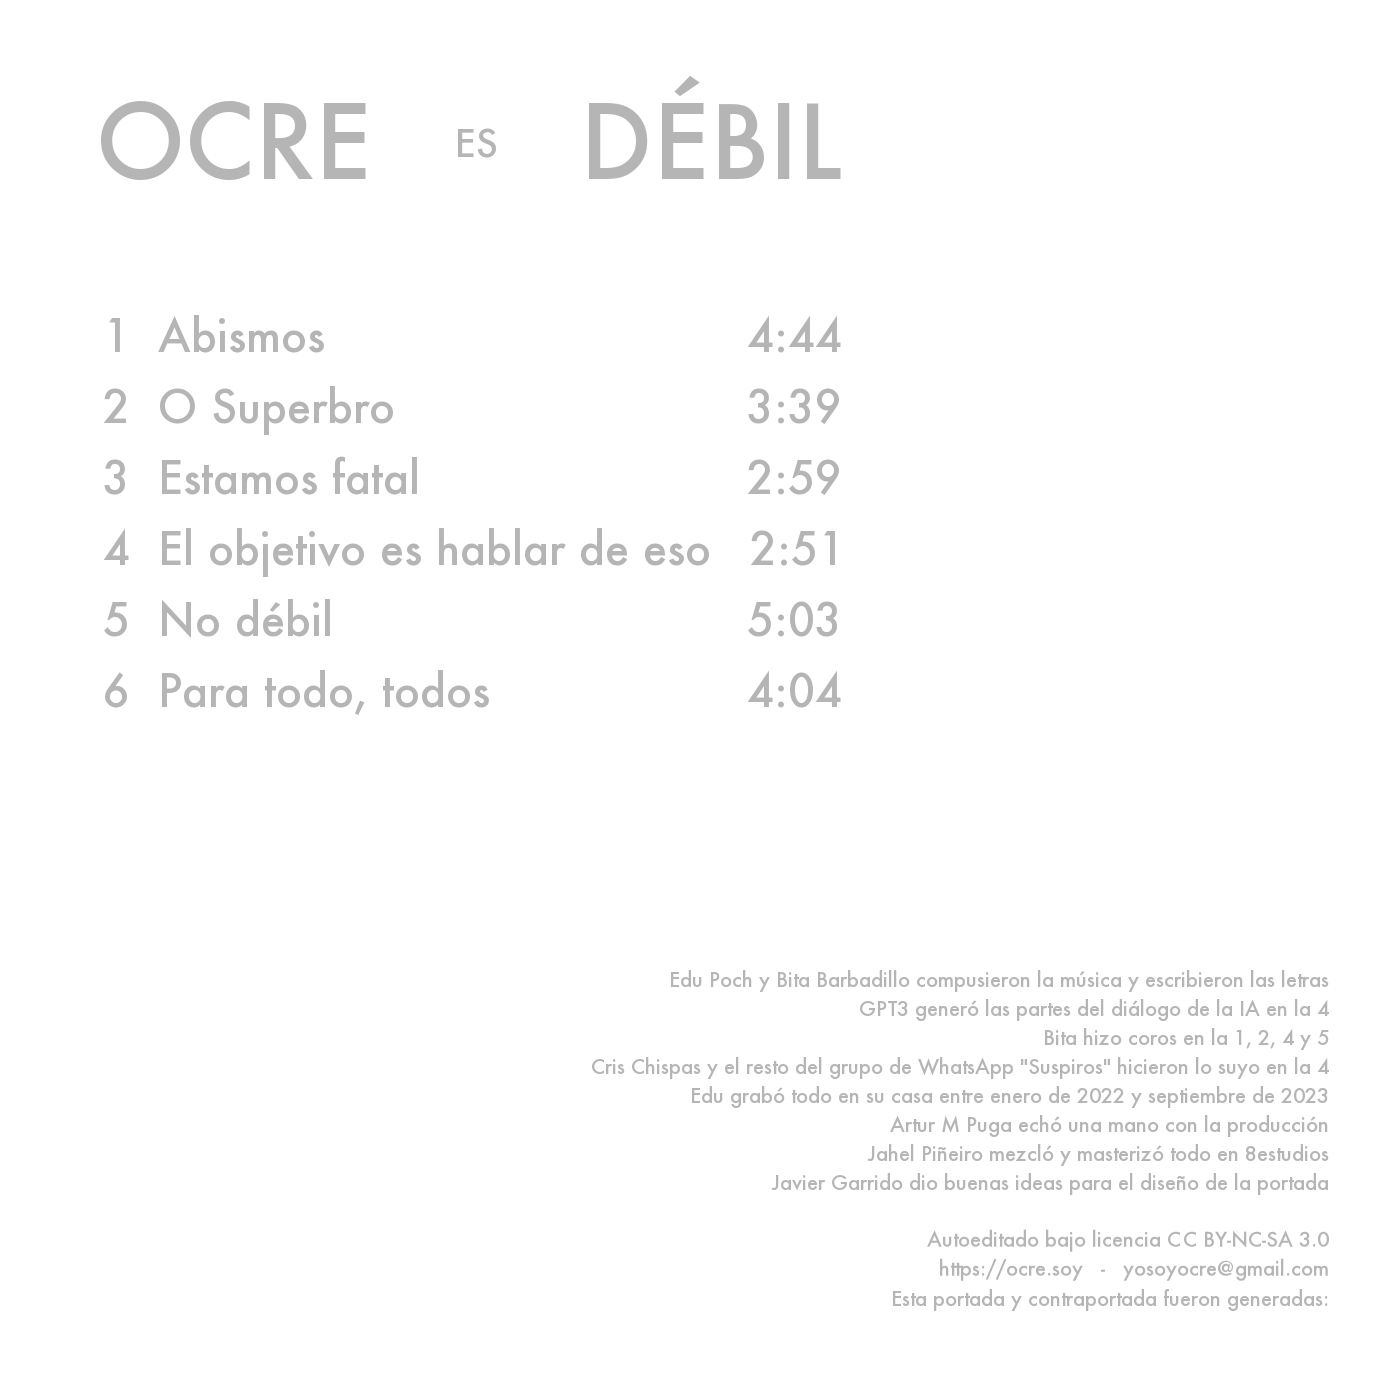 OCRE ES DÉBIL
1 Abismos 4:44
2 O Superbro 3:39
3 Estamos fatal 2:59
4 El objetivo es hablar de eso 2:51
5 No débil 5:03
6 Para todo, todos 4:04
Edu Poch y Bita Barbadillo compusieron la música y escribieron las letras
GPT3 generó las partes del diálogo de la IA en la 4
Bita hizo coros en la 1, 2, 4 y 5
Cris Chispas y el resto del grupo de WhatsApp "Suspiros" hicieron lo suyo en la 4
Edu grabó todo en su casa entre enero de 2022 y septiembre de 2023
Artur M Puga echó una mano con la producción
Jahel Piñeiro mezcló y masterizó todo en 8estudios
Javier Garrido dio buenas ideas para el diseño de la portada
Autoeditado bajo licencia CC BY-NC-SA 3.0
https://ocre.soy - yosoyocre@gmail.com
Esta portada y contraportada fueron generadas: